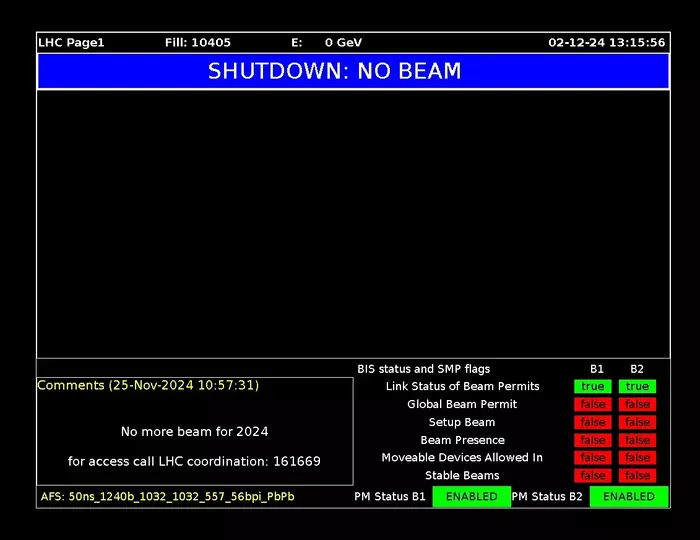 LHC Page1 Fill: 10405 E: 0 GeV 02-12-24 13:15:56
SHUTDOWN: NO BEAM
BIS status and SMP flags B1 B2
Comments (25-Nov-2024 10:57:31)
No more beam for 2024
for access call LHC coordination: 161669
Link Status of Beam Permits true true
Global Beam Permit false false
Setup Beam false false
Beam Presence false false
Moveable Devices Allowed In false false
Stable Beams false false
AFS: 50ns_1240b_1032_1032_557_56bpi_PbPb PM Status B1 ENABLED PM Status B2 ENABLED